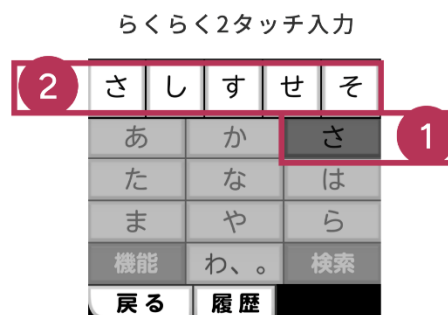 らくらく2タッチ入力
2 さ し す せ そ
あ か さ 1
た な は
ま や ら
機能 わ、。 検索
戻る 履歴